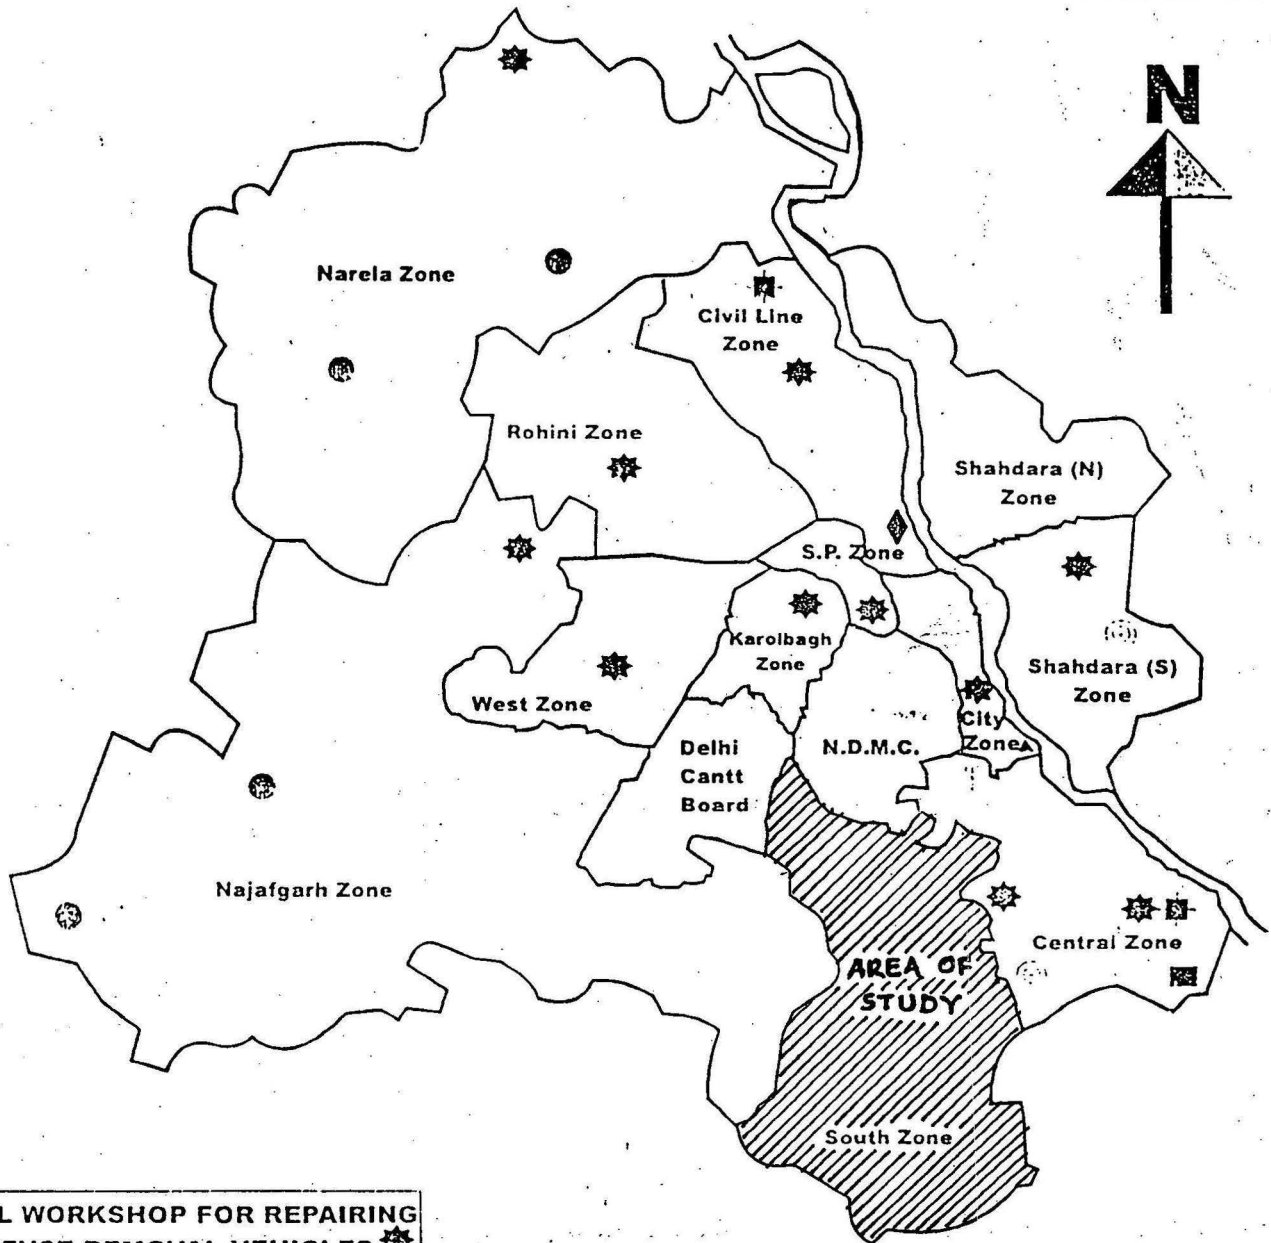 N
Narela Zone
Civil Line
Zone
Rohini Zone
Shahdara (N)
Zone
S.P. Zone
Karolbagh
Zone
Shahdara (S)
Zone
West Zone
City
Zone
Delhi
Cantt
Board
N.D.M.C.
Najafgarh Zone
Central Zone
AREA OF
STUDY
South Zone
L WORKSHOP FOR REPAIRING
VEHICLES